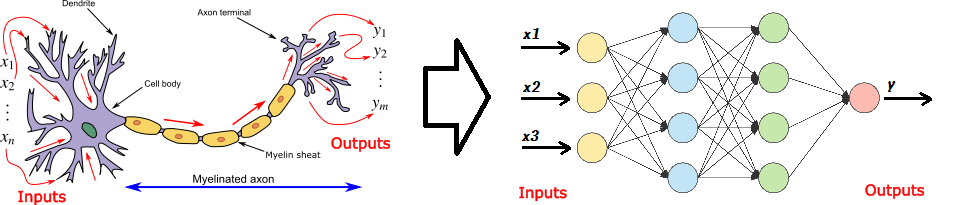 Dendrite
Axon terminal
x1
x2
⋮
xn
y1
y2
⋮
ym
Cell body
Myelin sheat
Outputs
Myelinated axon
Inputs
x1
x2
x3
y
Inputs
Outputs